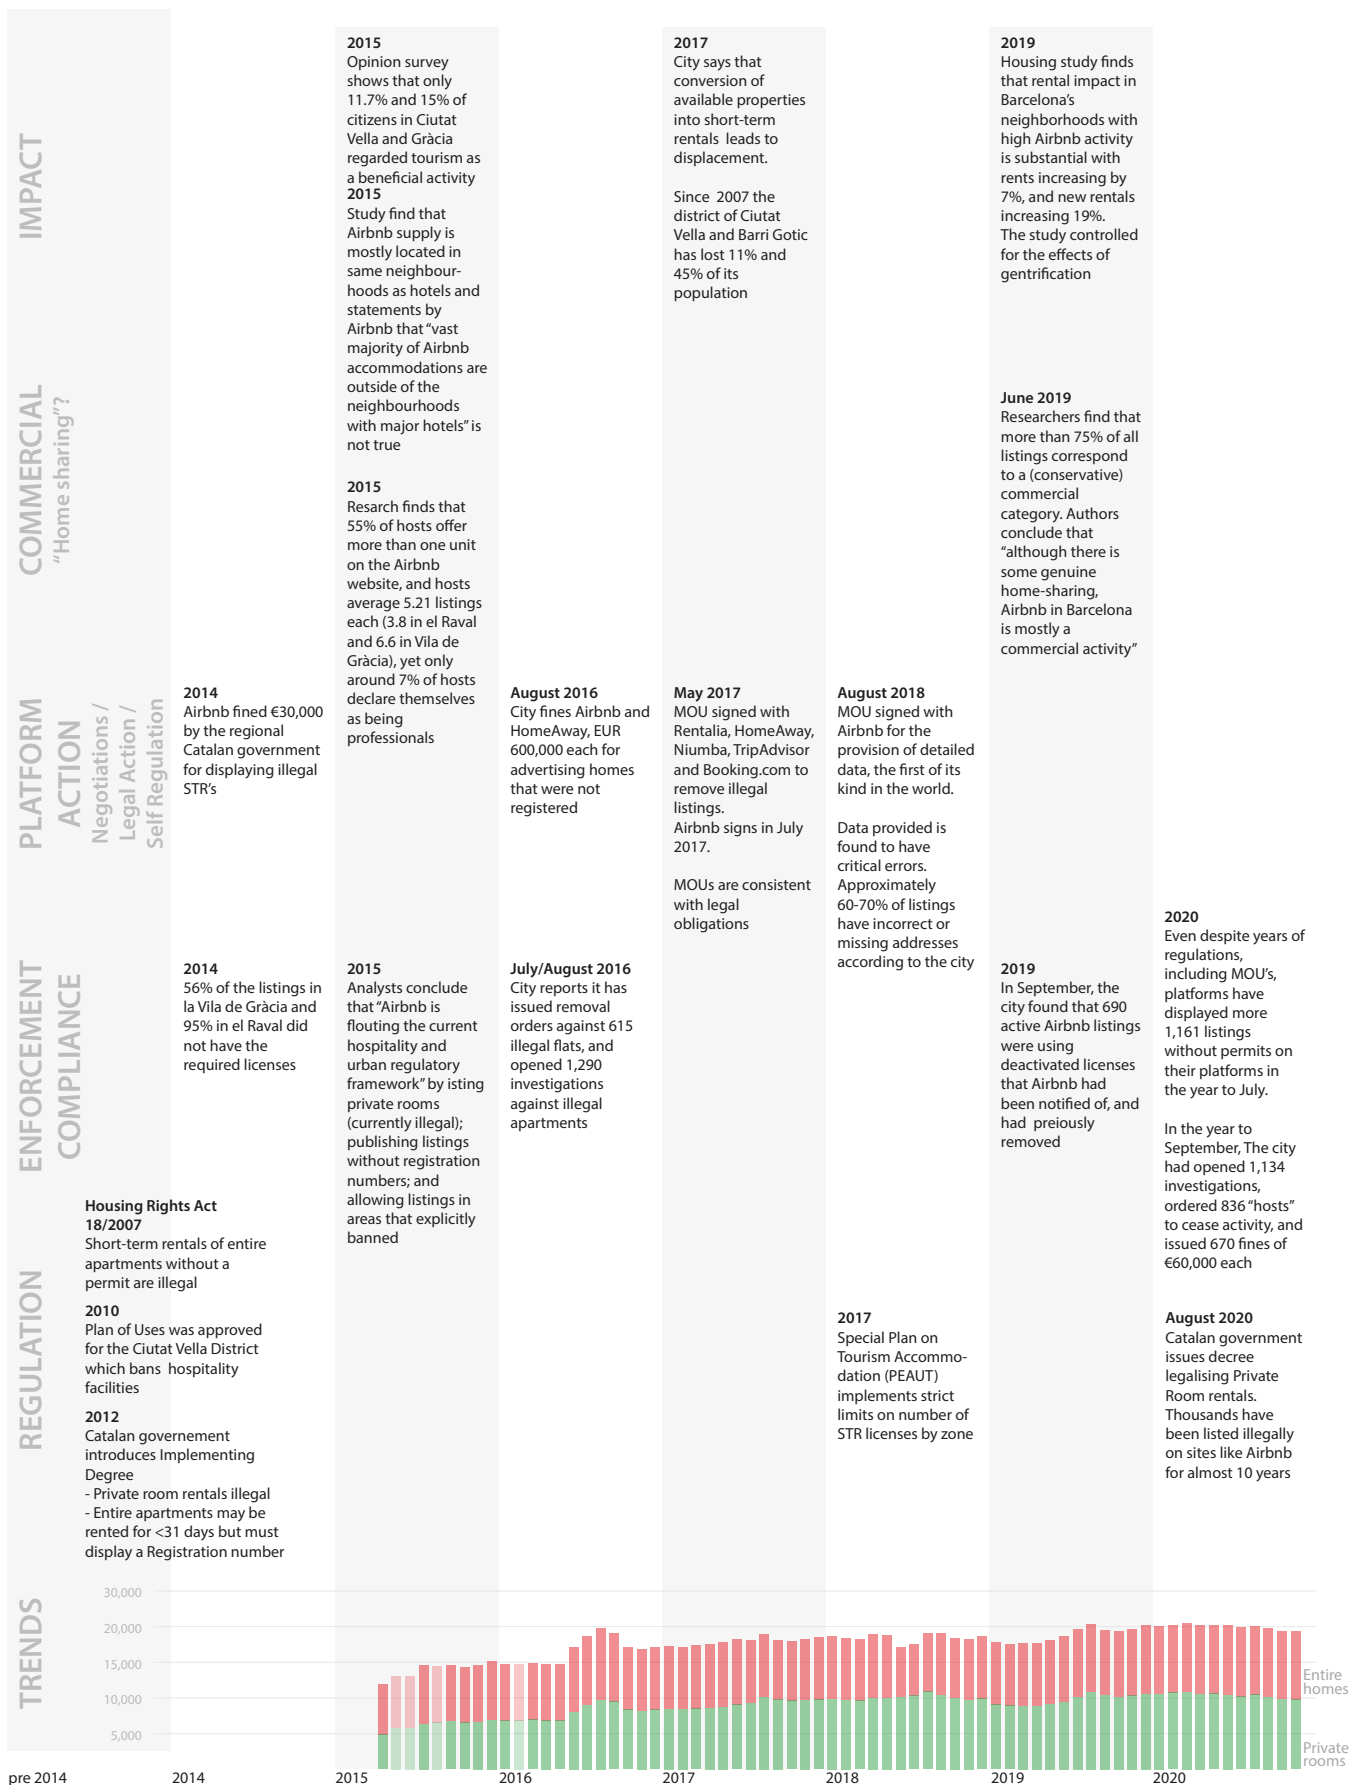 IMPACT
2015
Opinion survey
shows that only
11.7% and 15% of
citizens in Ciutat
Vella and Gràcia
regarded tourism as
a beneficial activity
2015
Study find that
Airbnb supply is
mostly located in
same neighbour-
hoods as hotels and
statements by
Airbnb that “vast
majority of Airbnb
accommodations are
outside of the
neighbourhoods
with major hotels” is
not true
2017
City says that
conversion of
available properties
into short-term
rentals leads to
displacement.
Since 2007 the
district of Ciutat
Vella and Barri Gotic
has lost 11% and
45% of its
population
2019
Housing study finds
that rental impact in
Barcelona’s
neighborhoods with
high Airbnb activity
is substantial with
rents increasing by
7%, and new rentals
increasing 19%.
The study controlled
for the effects of
gentrification
COMMERCIAL
“Home sharing”?
2015
Resarch finds that
55% of hosts offer
more than one unit
on the Airbnb
website, and hosts
average 5.21 listings
each (3.8 in el Raval
and 6.6 in Vila de
Gràcia), yet only
around 7% of hosts
declare themselves
as being
professionals
June 2019
Researchers find that
more than 75% of all
listings correspond
to a (conservative)
commercial
category. Authors
conclude that
“although there is
some genuine
home-sharing,
Airbnb in Barcelona
is mostly a
commercial activity”
PLATFORM
ACTION
Negotiations /
Legal Action /
Self Regulation
2014
Airbnb fined €30,000
by the regional
Catalan government
for displaying illegal
STR’s
August 2016
City fines Airbnb and
HomeAway, EUR
600,000 each for
advertising homes
that were not
registered
May 2017
MOU signed with
Rentalia, HomeAway,
Niumba, TripAdvisor
and Booking.com to
remove illegal
listings.
Airbnb signs in July
2017.
MOUs are consistent
with legal
obligations
August 2018
MOU signed with
Airbnb for the
provision of detailed
data, the first of its
kind in the world.
Data provided is
found to have
critical errors.
Approximately
60-70% of listings
have incorrect or
missing addresses
according to the city
ENFORCEMENT
COMPLIANCE
2014
56% of the listings in
la Vila de Gràcia and
95% in el Raval did
not have the
required licenses
2015
Analysts conclude
that “Airbnb is
flouting the current
hospitality and
urban regulatory
framework” by isting
private rooms
(currently illegal);
publishing listings
without registration
numbers; and
allowing listings in
areas that explicitly
banned
July/August 2016
City reports it has
issued removal
orders against 615
illegal flats, and
opened 1,290
investigations
against illegal
apartments
2019
In September, the
city found that 690
active Airbnb listings
were using
deactivated licenses
that Airbnb had
been notified of, and
had preiously
removed
2020
Even despite years of
regulations,
including MOU’s,
platforms have
displayed more
1,161 listings
without permits on
their platforms in
the year to July.
In the year to
September, The city
had opened 1,134
investigations,
ordered 836 “hosts”
to cease activity, and
issued 670 fines of
€60,000 each
REGULATION
Housing Rights Act
18/2007
Short-term rentals of entire
apartments without a
permit are illegal
2010
Plan of Uses was approved
for the Ciutat Vella District
which bans hospitality
facilities
2012
Catalan governement
introduces Implementing
Degree
- Private room rentals illegal
- Entire apartments may be
rented for <31 days but must
display a Registration number
2017
Special Plan on
Tourism Accommo-
dation (PEAUT)
implements strict
limits on number of
STR licenses by zone
August 2020
Catalan government
issues decree
legalising Private
Room rentals.
Thousands have
been listed illegally
on sites like Airbnb
for almost 10 years
TRENDS
30,000
20,000
15,000
10,000
5,000
Entire
homes
Private
rooms
pre 2014
2014
2015
2016
2017
2018
2019
2020